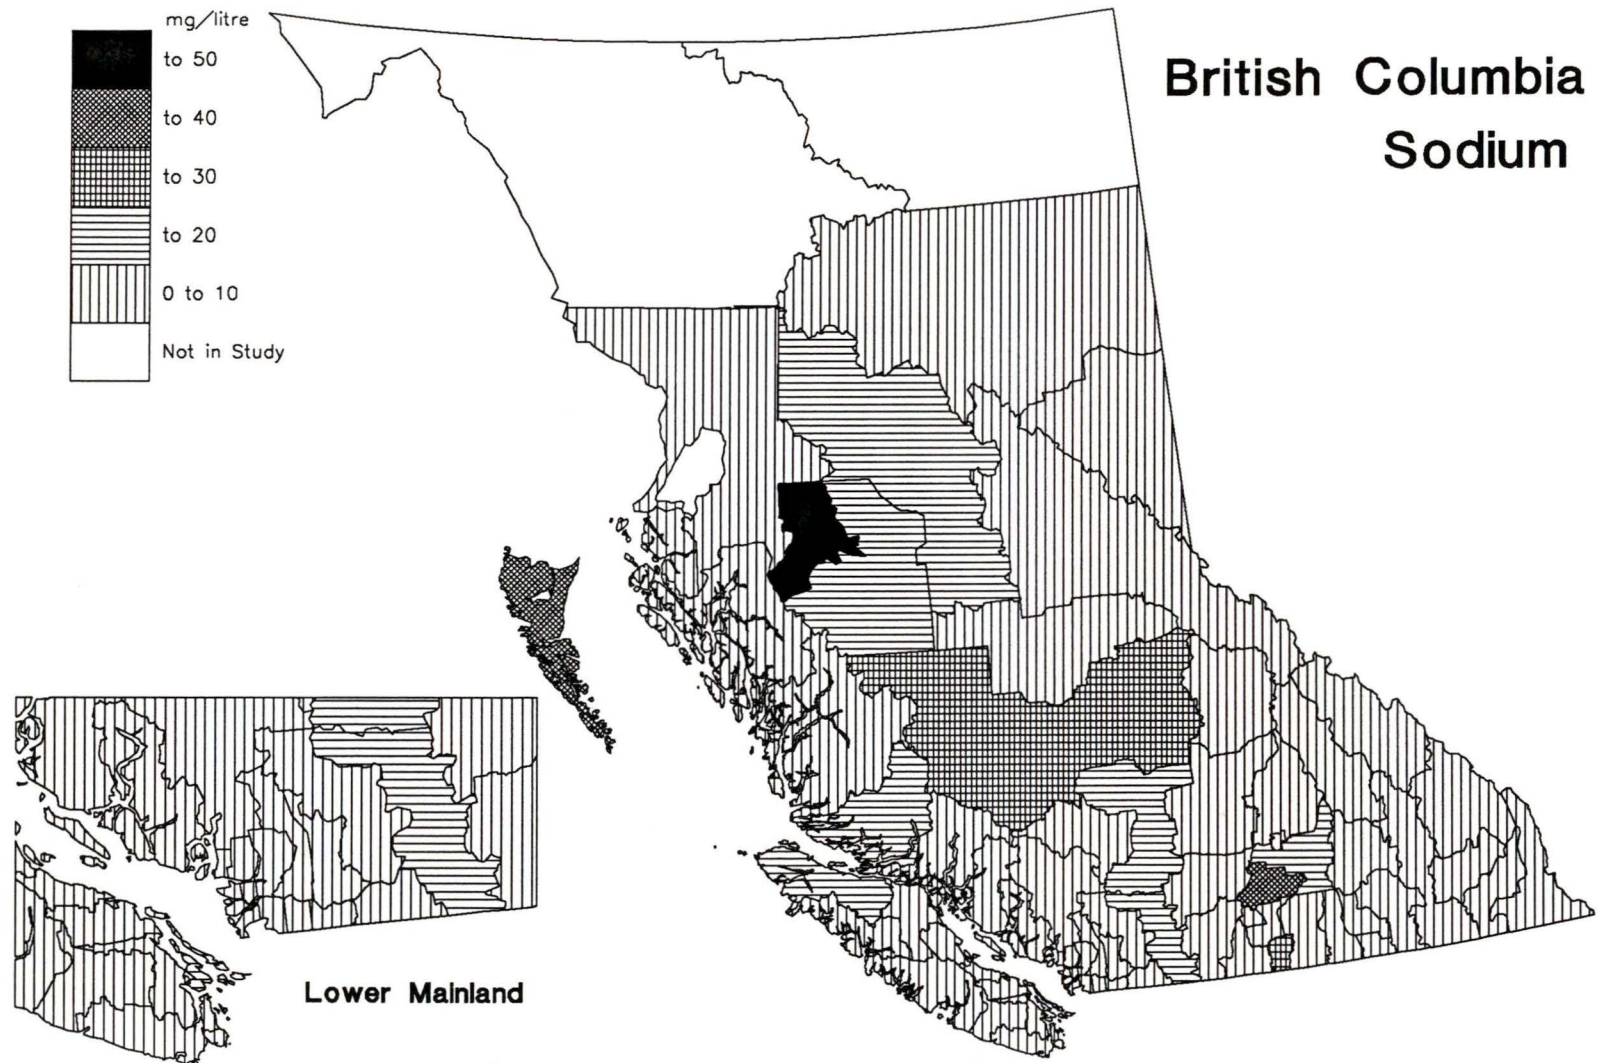 mg/litre
to 50
to 40
to 30
to 20
0 to 10
Not in Study
British Columbia
Sodium
Lower Mainland